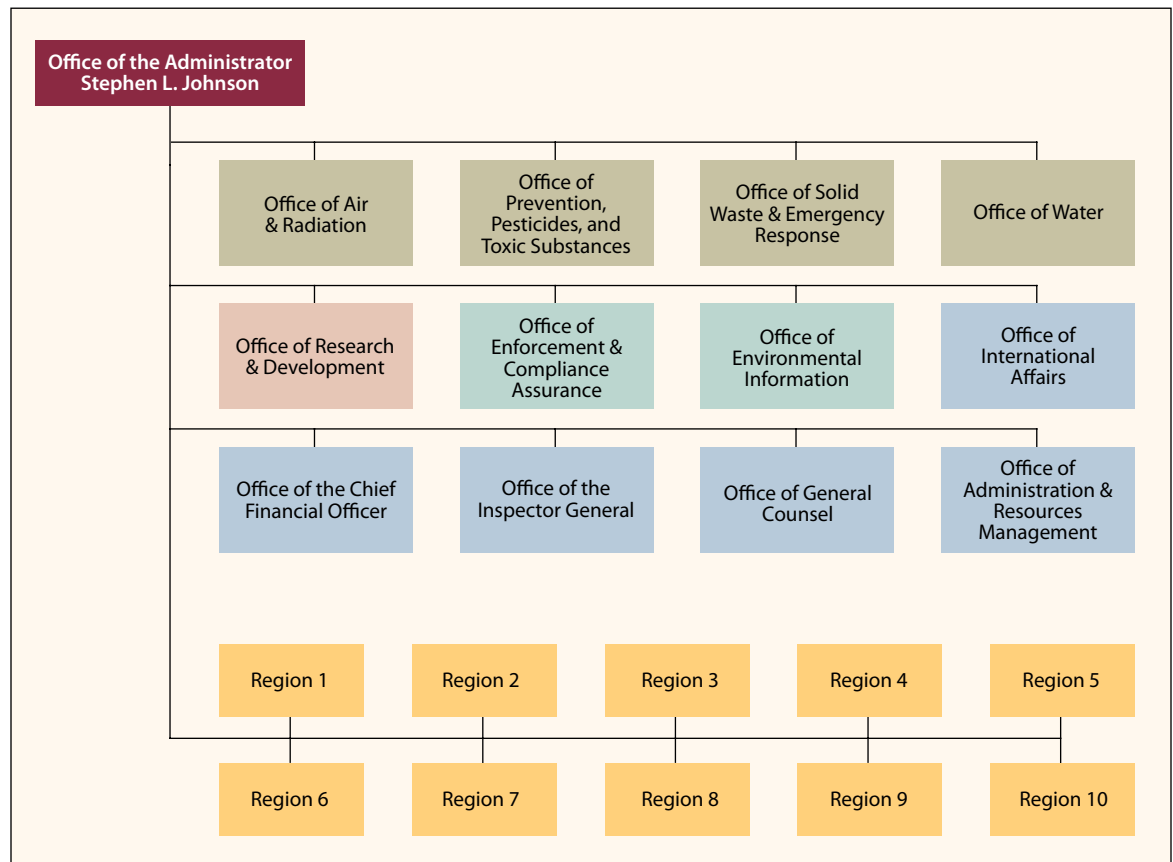 Office of the Administrator
Stephen L. Johnson
Office of Air
& Radiation
Office of
Prevention,
Pesticides, and
Toxic Substances
Office of Solid
Waste & Emergency
Response
Office of Water
Office of Research
& Development
Office of
Enforcement &
Compliance
Assurance
Office of
Environmental
Information
Office of
International
Affairs
Office of the Chief
Financial Officer
Office of the
Inspector General
Office of General
Counsel
Office of
Administration &
Resources
Management
Region 1
Region 2
Region 3
Region 4
Region 5
Region 6
Region 7
Region 8
Region 9
Region 10